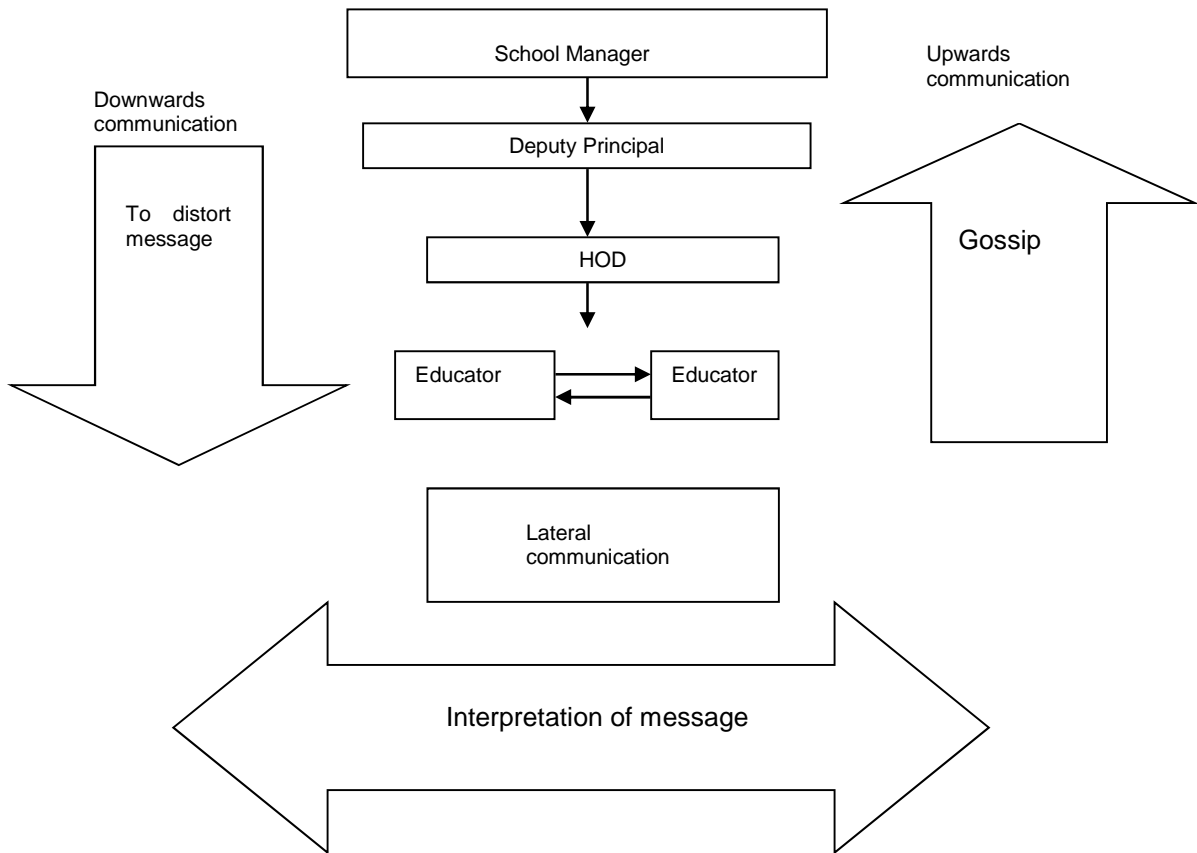 School Manager
Upwards
communication
Downwards
communication
Deputy Principal
To distort
message
Gossip
HOD
Educator
Educator
Lateral
communication
Interpretation of message